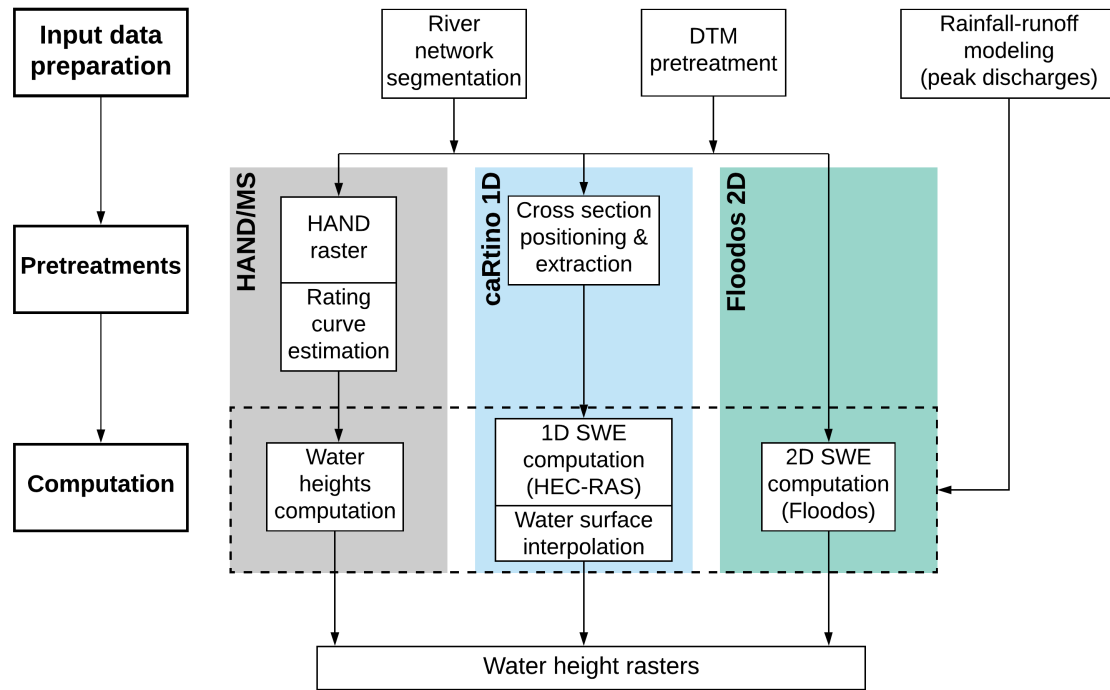 Input data
preparation
River
network
segmentation
DTM
pretreatment
Rainfall-runoff
modeling
(peak discharges)
HAND/MS
caRtino 1D
Floodos 2D
Pretreatments
HAND
raster
Rating
curve
estimation
Cross section
positioning &
extraction
Computation
Water
heights
computation
1D SWE
computation
(HEC-RAS)
Water surface
interpolation
2D SWE
computation
(Floodos)
Water height rasters